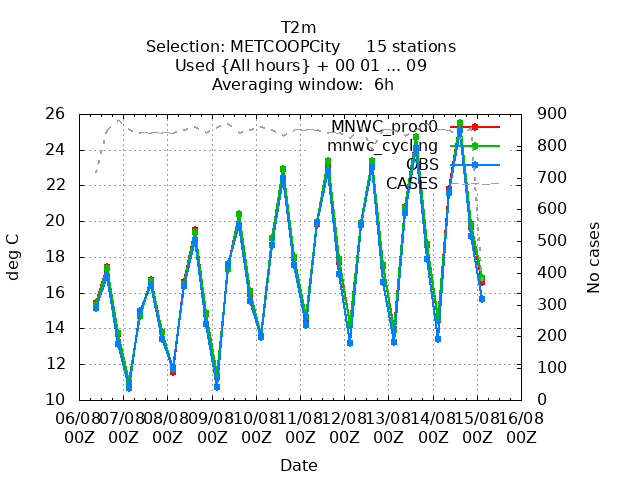 T2m
Selection: METCOOPCity 15 stations
Used {All hours} + 00 01 ... 09
Averaging window: 6h
MNWC_prod0
mnwc_cycling
OBS
CASES
deg C
No cases
26
24
22
20
18
16
14
12
10
900
800
700
600
500
400
300
200
100
0
06/08 07/08 08/08 09/08 10/08 11/08 12/08 13/08 14/08 15/08 16/08
00Z 00Z 00Z 00Z 00Z 00Z 00Z 00Z 00Z 00Z 00Z
Date